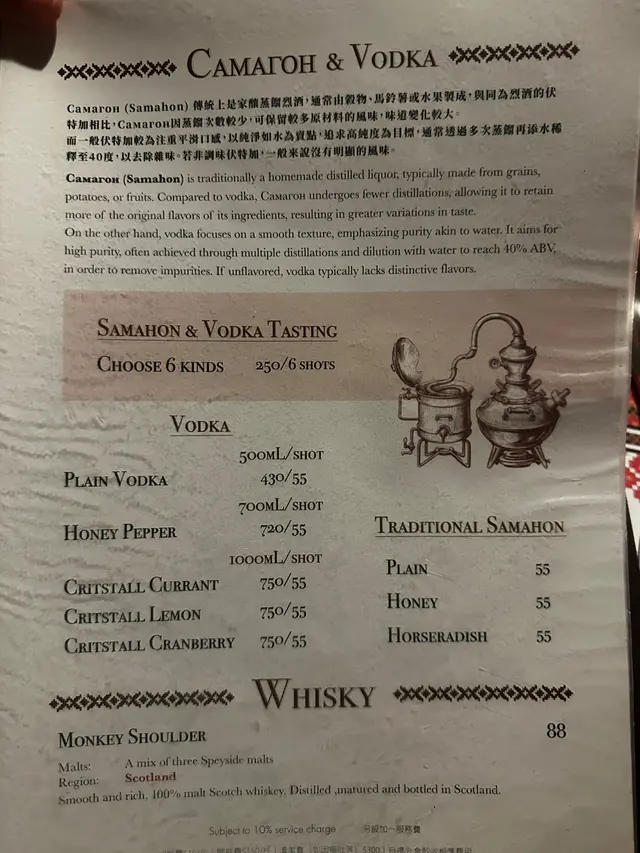 Самагон & Vodka
Самагон (Samahon) 傳統上是家釀蒸餾烈酒，通常由穀物、馬鈴薯或水果製成，與同為烈酒的伏
特加相比，Самагон因蒸餾次數較少，可保留較多原材料的風味，味道變化較大。
而一般伏特加較為注重平滑口感，以純淨如水為賣點，追求高純度為目標，通常透過多次蒸餾再添水稀
釋至40度，以去除雜味。若非調味伏特加，一般來說沒有明顯的風味。
Самагон (Samahon) is traditionally a homemade distilled liquor, typically made from grains,
potatoes, or fruits. Compared to vodka, Самагон undergoes fewer distillations, allowing it to retain
more of the original flavors of its ingredients, resulting in greater variations in taste.
On the other hand, vodka focuses on a smooth texture, emphasizing purity akin to water. It aims for
high purity, often achieved through multiple distillations and dilution with water to reach 40% ABV,
in order to remove impurities. If unflavored, vodka typically lacks distinctive flavors.
Samahon & Vodka Tasting
Choose 6 kinds 250/6 shots
Vodka
500mL/shot
Plain Vodka 430/55
700mL/shot
Honey Pepper 720/55
1000mL/shot
Critstall Currant 750/55
Critstall Lemon 750/55
Critstall Cranberry 750/55
Traditional Samahon
Plain 55
Honey 55
Horseradish 55
Whisky
Monkey Shoulder 88
Malts: A mix of three Speyside malts
Region: Scotland
Smooth and rich, 100% malt Scotch whiskey. Distilled ,matured and bottled in Scotland.
Subject to 10% service charge 另設加一服務費